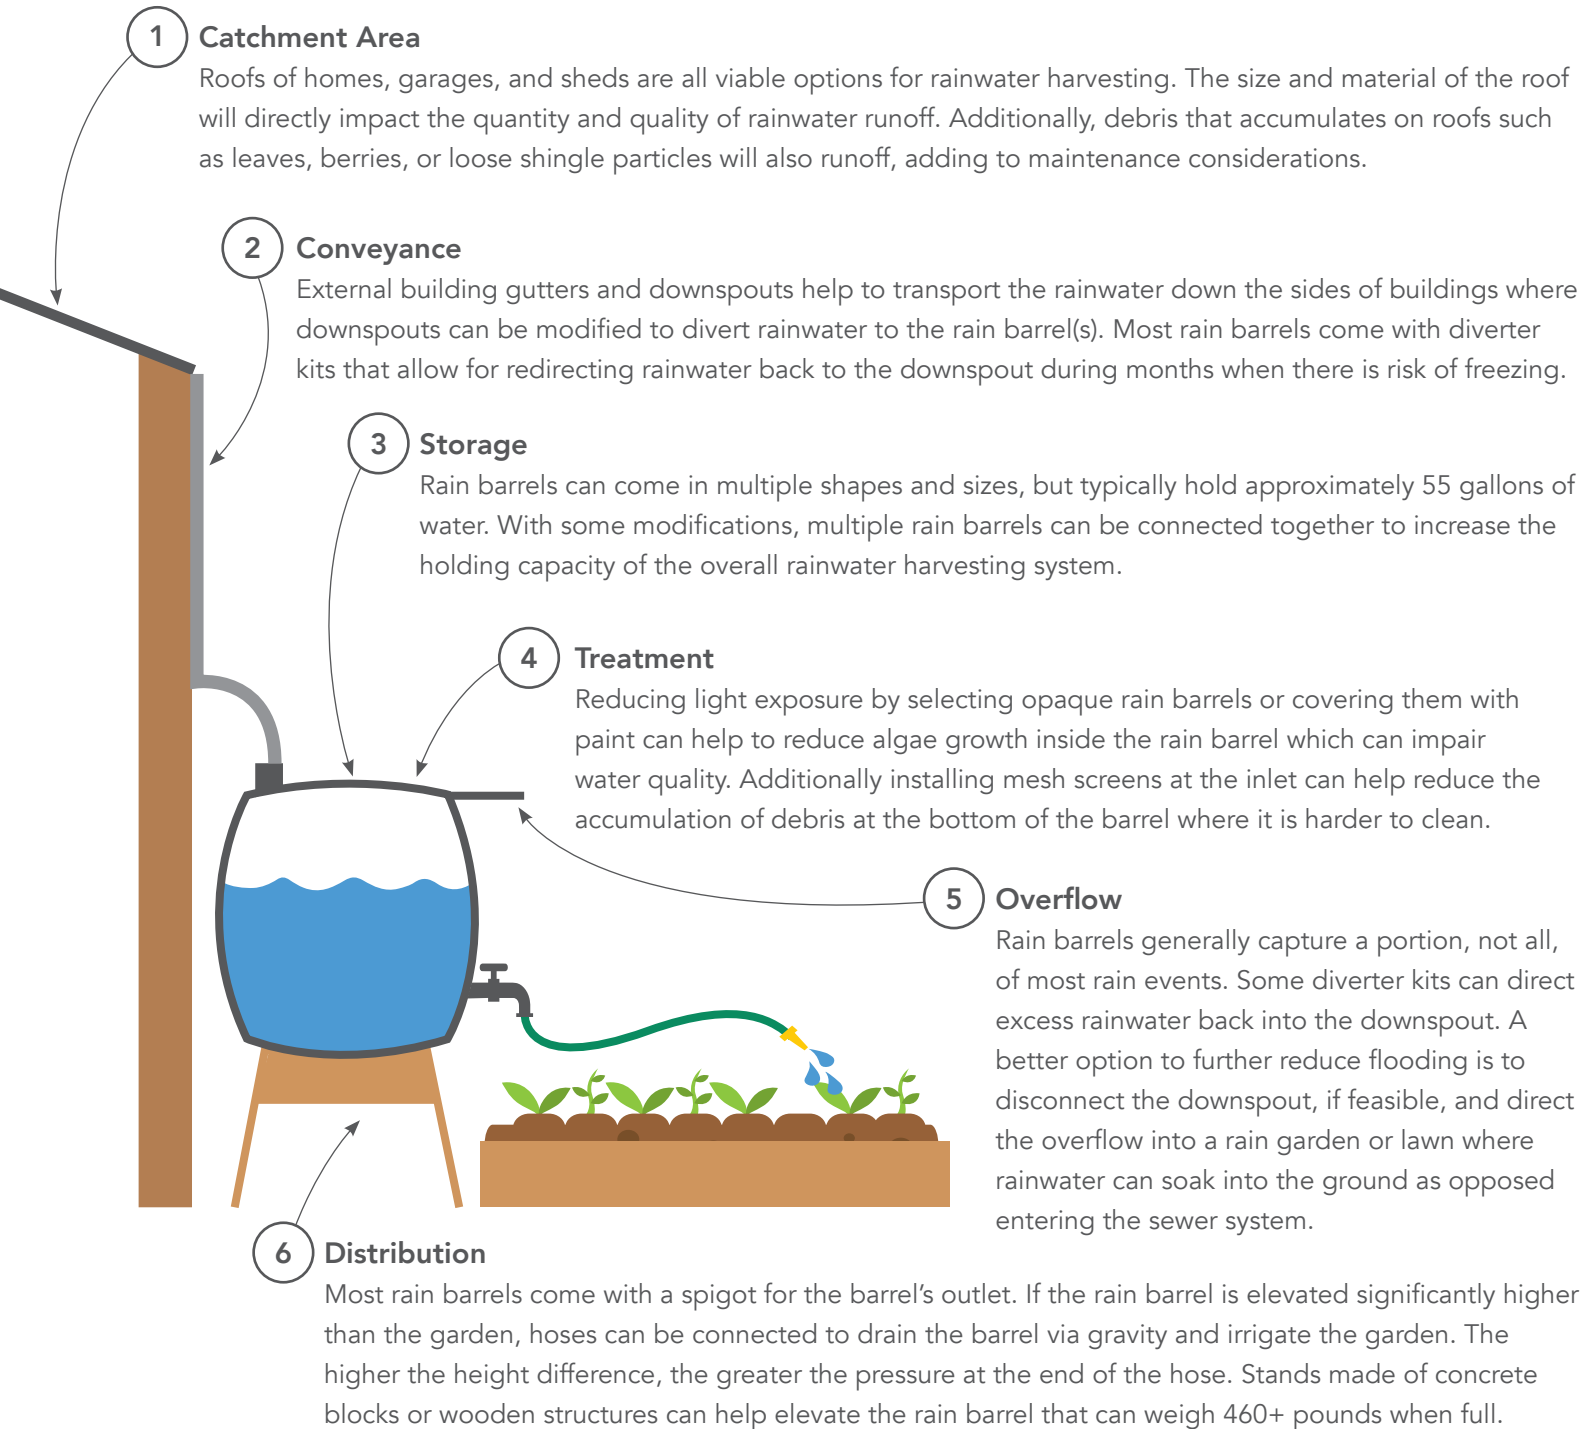 1 Catchment Area
Roofs of homes, garages, and sheds are all viable options for rainwater harvesting. The size and material of the roof
will directly impact the quantity and quality of rainwater runoff. Additionally, debris that accumulates on roofs such
as leaves, berries, or loose shingle particles will also runoff, adding to maintenance considerations.
2 Conveyance
External building gutters and downspouts help to transport the rainwater down the sides of buildings where
downspouts can be modified to divert rainwater to the rain barrel(s). Most rain barrels come with diverter
kits that allow for redirecting rainwater back to the downspout during months when there is risk of freezing.
3 Storage
Rain barrels can come in multiple shapes and sizes, but typically hold approximately 55 gallons of
water. With some modifications, multiple rain barrels can be connected together to increase the
holding capacity of the overall rainwater harvesting system.
4 Treatment
Reducing light exposure by selecting opaque rain barrels or covering them with
paint can help to reduce algae growth inside the rain barrel which can impair
water quality. Additionally installing mesh screens at the inlet can help reduce the
accumulation of debris at the bottom of the barrel where it is harder to clean.
5 Overflow
Rain barrels generally capture a portion, not all,
of most rain events. Some diverter kits can direct
excess rainwater back into the downspout. A
better option to further reduce flooding is to
disconnect the downspout, if feasible, and direct
the overflow into a rain garden or lawn where
rainwater can soak into the ground as opposed
entering the sewer system.
6 Distribution
Most rain barrels come with a spigot for the barrel’s outlet. If the rain barrel is elevated significantly higher
than the garden, hoses can be connected to drain the barrel via gravity and irrigate the garden. The
higher the height difference, the greater the pressure at the end of the hose. Stands made of concrete
blocks or wooden structures can help elevate the rain barrel that can weigh 460+ pounds when full.